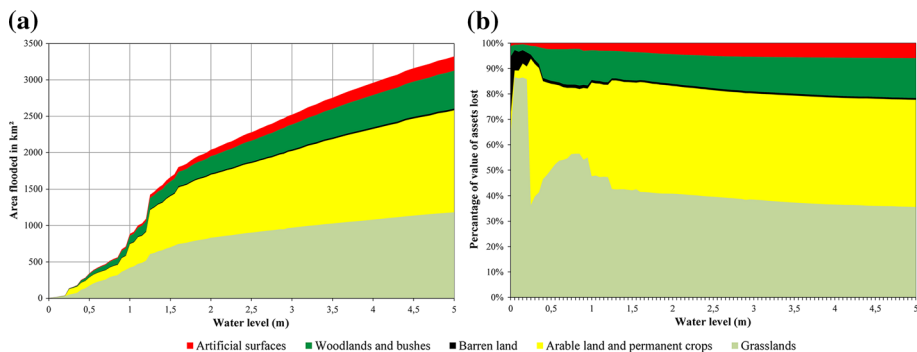 (a)
Area flooded in km²
3500
3000
2500
2000
1500
1000
500
0
0 0,5 1 1,5 2 2,5 3 3,5 4 4,5 5
Water level (m)
(b)
Percantage of value of assets lost
100%
90%
80%
70%
60%
50%
40%
30%
20%
10%
0%
0 0,5 1 1,5 2 2,5 3 3,5 4 4,5 5
Water level (m)
Artificial surfaces Woodlands and bushes Barren land Arable land and permanent crops Grasslands